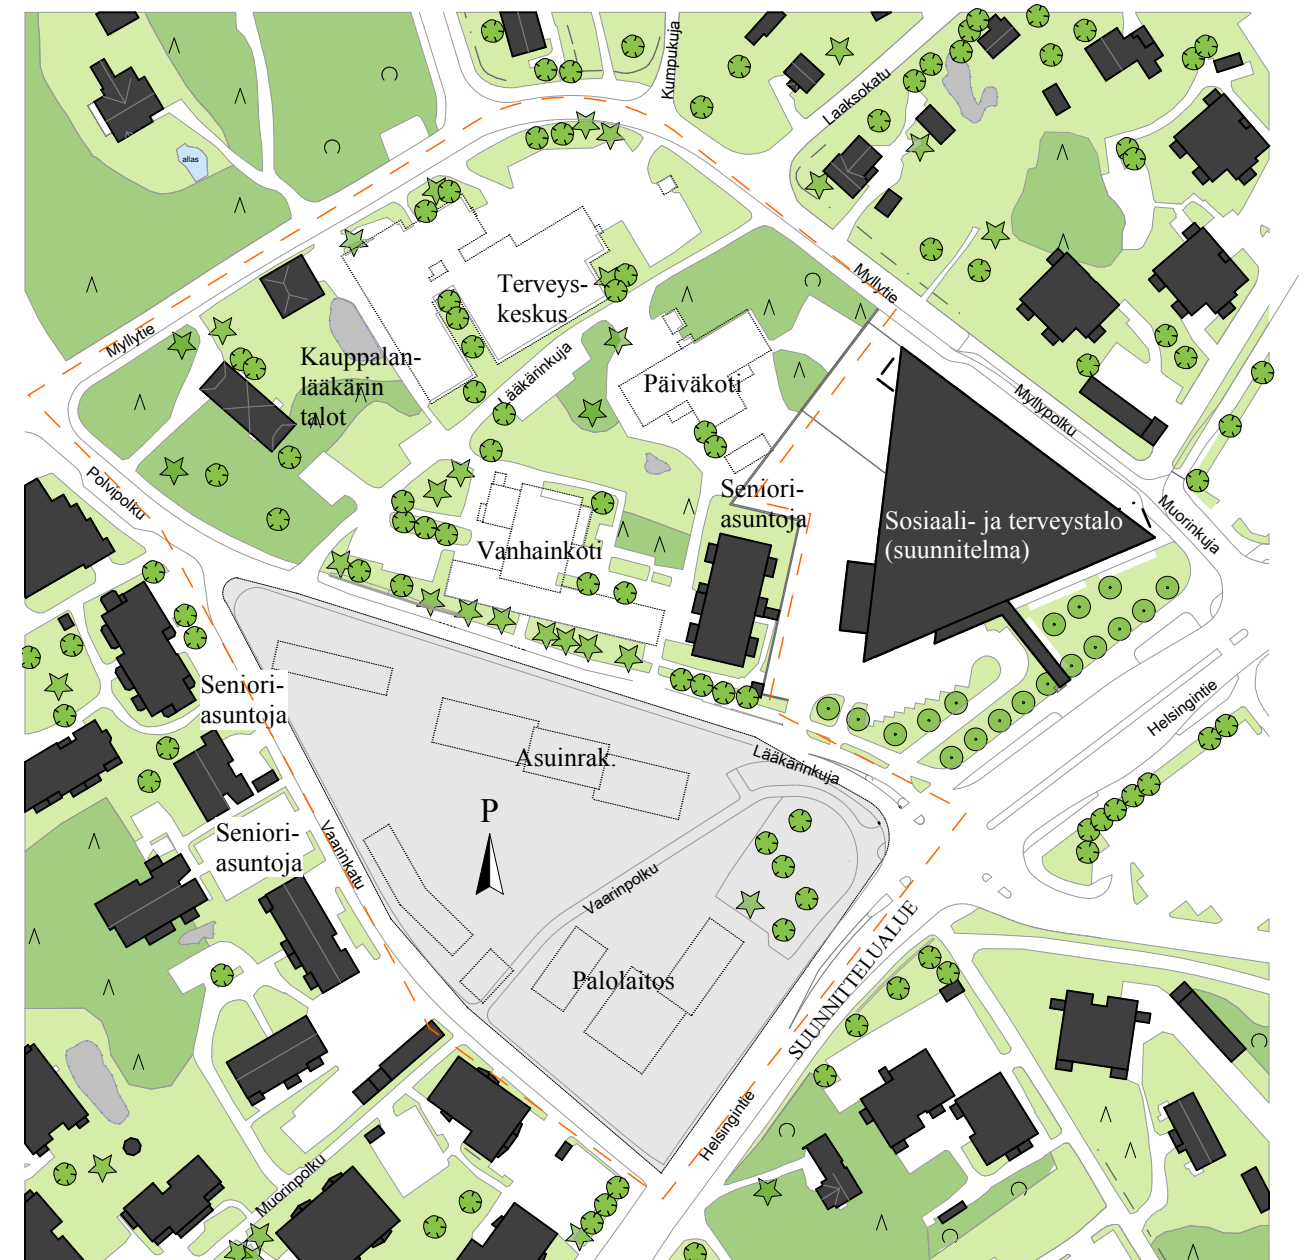 Kumpukuja
Laaksokatu
allas
Myllytie
Terveys-
keskus
Myllytie
Kauppalan-
lääkärin
talot
Lääkärinkuja
Päiväkoti
Myllypolku
Polvipolku
Seniori-
asuntoja
Sosiaali- ja terveystalo
(suunnitelma)
Muorinkuja
Vanhainkoti
Seniori-
asuntoja
Helsingintie
Asuinrak.
Lääkärinkuja
P
Seniori-
asuntoja
Vaarinkatu
Vaarinpolku
Palolaitos
SUUNNITTELUALUE
Helsingintie
Muorinpolku